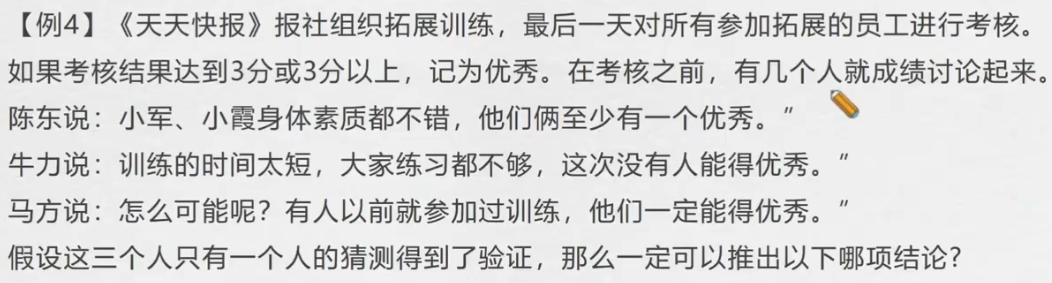 【例4】《天天快报》报社组织拓展训练，最后一天对所有参加拓展的员工进行考核。
如果考核结果达到3分或3分以上，记为优秀。在考核之前，有几个人就成绩讨论起来。
陈东说：小军、小霞身体素质都不错，他们俩至少有一个优秀。”
牛力说：训练的时间太短，大家练习都不够，这次没有人能得优秀。”
马方说：怎么可能呢？有人以前就参加过训练，他们一定能得优秀。”
假设这三个人只有一个人的猜测得到了验证，那么一定可以推出以下哪项结论？